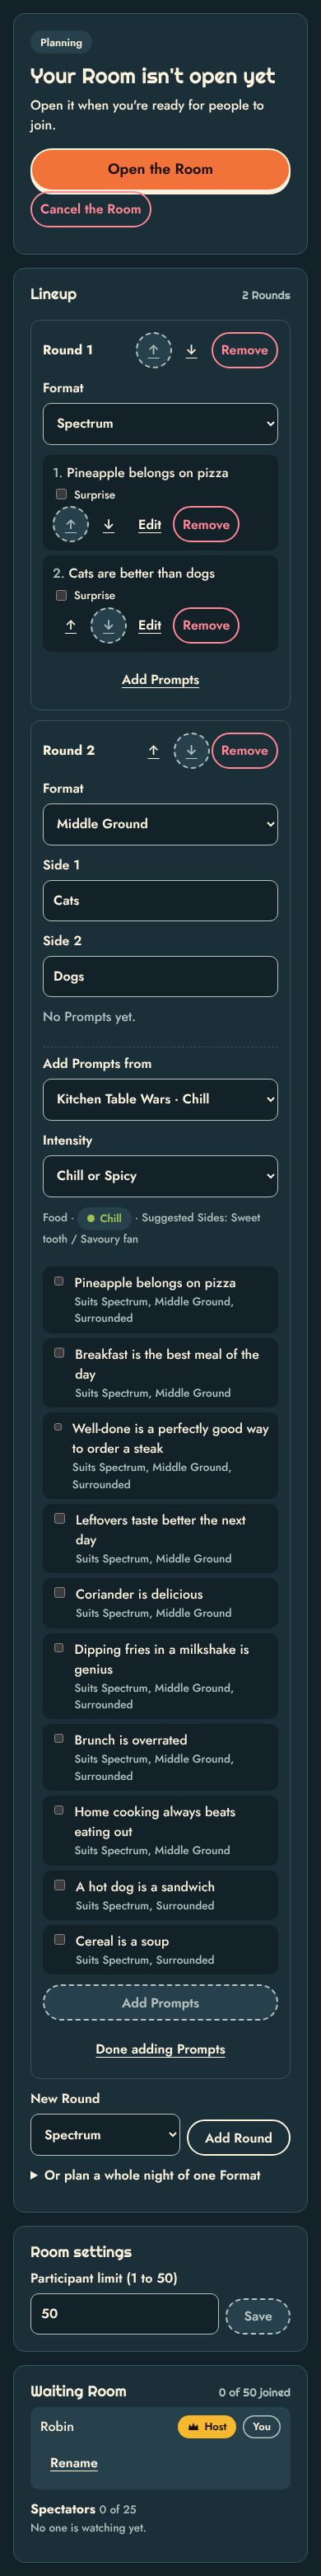 Planning
Your Room isn't open yet
Open it when you're ready for people to
join.
Open the Room
Cancel the Room
Lineup
2 Rounds
Round 1
↑
↓
Remove
Format
Spectrum
1. Pineapple belongs on pizza
Surprise
↑
↓
Edit
Remove
2. Cats are better than dogs
Surprise
↑
↓
Edit
Remove
Add Prompts
Round 2
↑
↓
Remove
Format
Middle Ground
Side 1
Cats
Side 2
Dogs
No Prompts yet.
Add Prompts from
Kitchen Table Wars · Chill
Intensity
Chill or Spicy
Food · Chill · Suggested Sides: Sweet
tooth / Savoury fan
Pineapple belongs on pizza
Suits Spectrum, Middle Ground,
Surrounded
Breakfast is the best meal of the
day
Suits Spectrum, Middle Ground
Well-done is a perfectly good way
to order a steak
Suits Spectrum, Middle Ground,
Surrounded
Leftovers taste better the next
day
Suits Spectrum, Middle Ground
Coriander is delicious
Suits Spectrum, Middle Ground
Dipping fries in a milkshake is
genius
Suits Spectrum, Middle Ground,
Surrounded
Brunch is overrated
Suits Spectrum, Middle Ground,
Surrounded
Home cooking always beats
eating out
Suits Spectrum, Middle Ground
A hot dog is a sandwich
Suits Spectrum, Surrounded
Cereal is a soup
Suits Spectrum, Surrounded
Add Prompts
Done adding Prompts
New Round
Spectrum
Add Round
Or plan a whole night of one Format
Room settings
Participant limit (1 to 50)
50
Save
Waiting Room
0 of 50 joined
Robin
Host
You
Rename
Spectators 0 of 25
No one is watching yet.